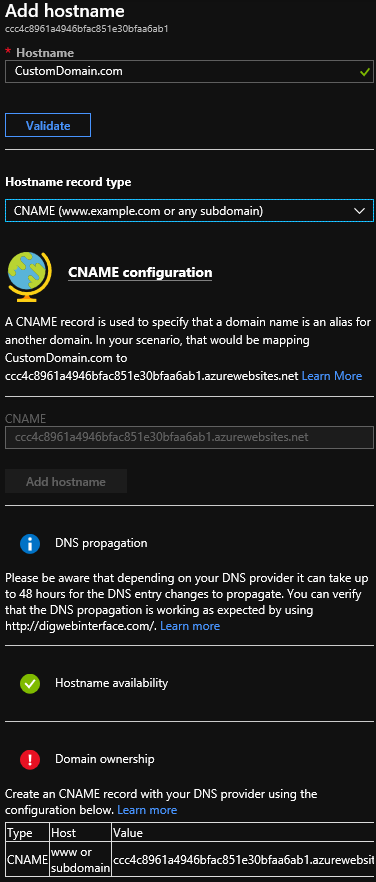 Add hostname
ccc4c8961a4946bfac851e30bfaa6ab1
* Hostname
CustomDomain.com
Validate
Hostname record type
CNAME (www.example.com or any subdomain)
CNAME configuration
A CNAME record is used to specify that a domain name is an alias for
another domain. In your scenario, that would be mapping
CustomDomain.com to
ccc4c8961a4946bfac851e30bfaa6ab1.azurewebsites.net Learn More
CNAME
ccc4c8961a4946bfac851e30bfaa6ab1.azurewebsites.net
Add hostname
DNS propagation
Please be aware that depending on your DNS provider it can take up
to 48 hours for the DNS entry changes to propagate. You can verify
that the DNS propagation is working as expected by using
http://digwebinterface.com/. Learn more
Hostname availability
Domain ownership
Create an CNAME record with your DNS provider using the
configuration below. Learn more
Type Host Value
CNAME www or subdomain ccc4c8961a4946bfac851e30bfaa6ab1.azurewebsit